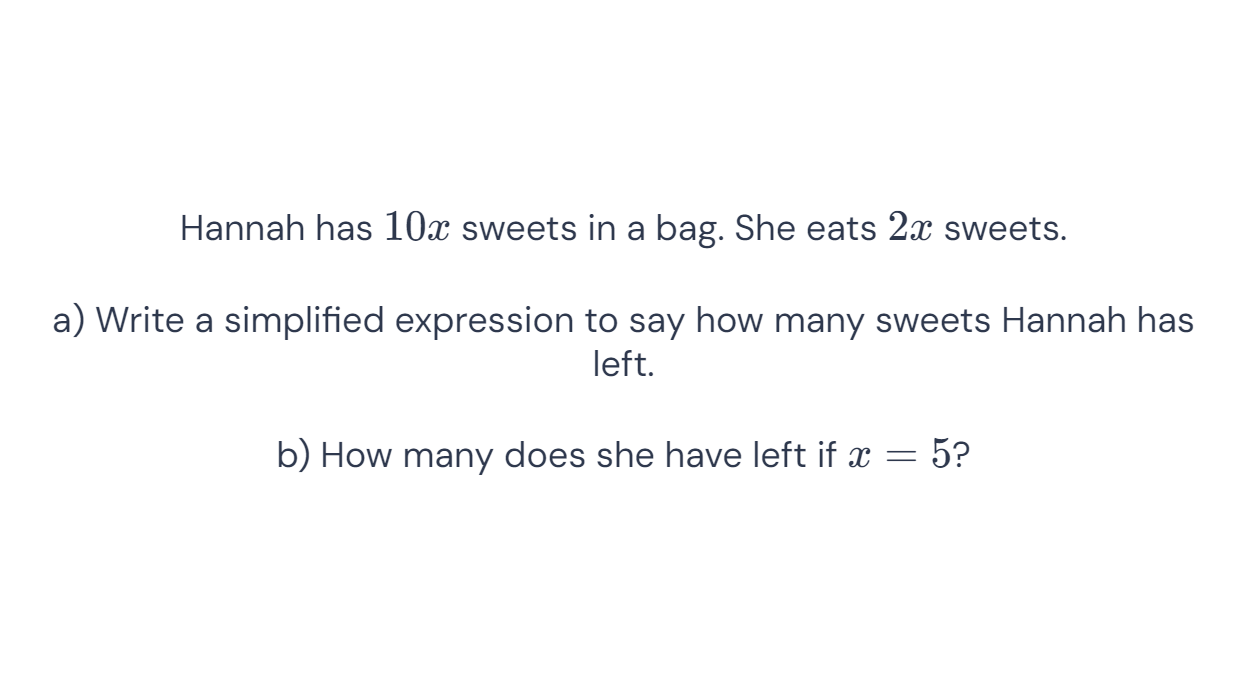 Hannah has 10x sweets in a bag. She eats 2x sweets.
a) Write a simplified expression to say how many sweets Hannah has
left.
b) How many does she have left if x = 5?